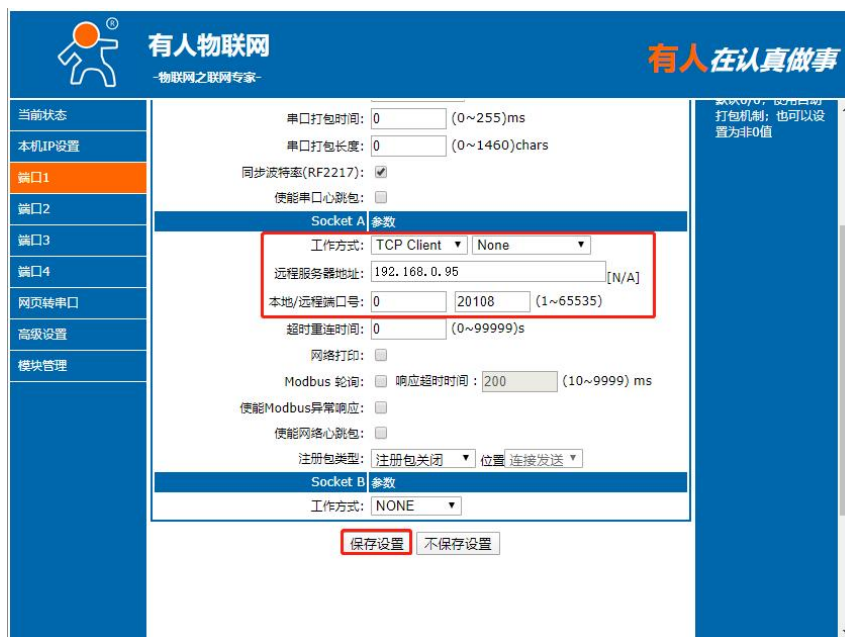 ®
有人物联网
-物联网之联网专家-
有人在认真做事
当前状态
本机IP设置
端口1
端口2
端口3
端口4
网页转串口
高级设置
模块管理
串口打包时间: 0 (0~255)ms
串口打包长度: 0 (0~1460)chars
同步波特率(RF2217):
使能串口心跳包:
Socket A 参数
工作方式: TCP Client None
远程服务器地址: 192.168.0.95 [N/A]
本地/远程端口号: 0 20108 (1~65535)
超时重连时间: 0 (0~99999)s
网络打印:
Modbus 轮询: 响应超时时间：200 (10~9999) ms
使能Modbus异常响应:
使能网络心跳包:
注册包类型: 注册包关闭 位置 连接发送
Socket B 参数
工作方式: NONE
保存设置 不保存设置
打包机制；也可以设
置为非0值